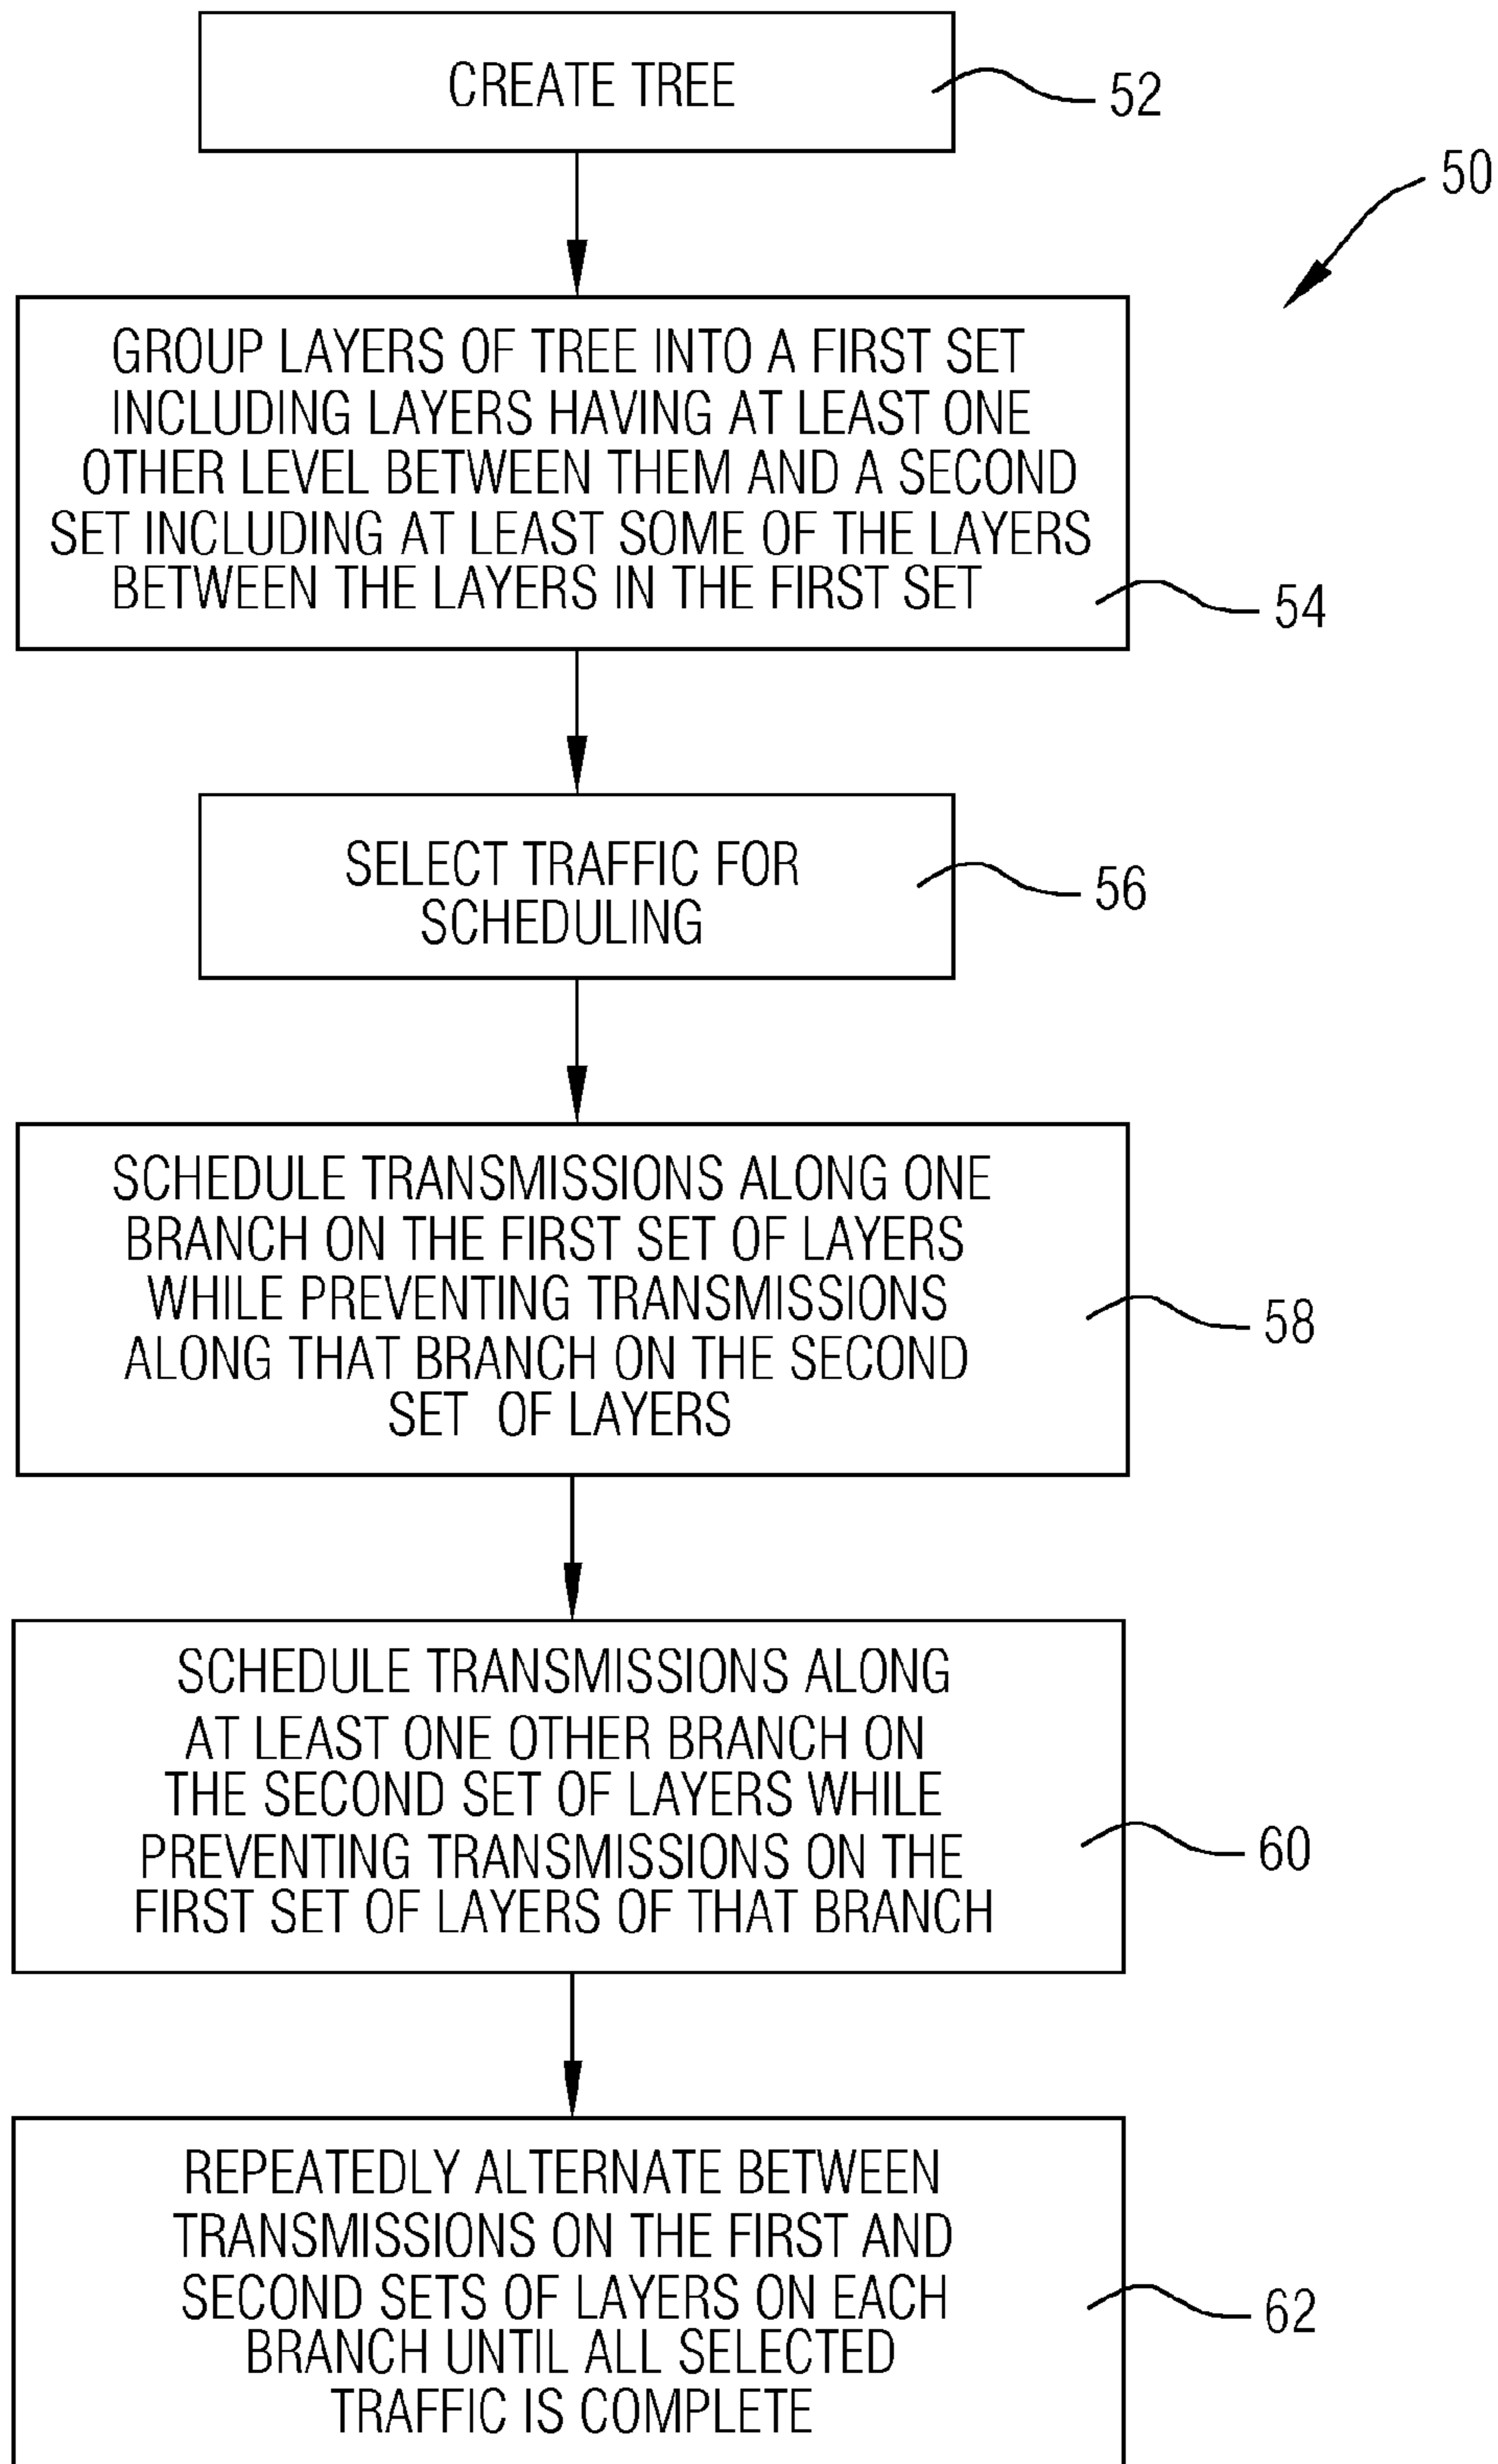 CREATE TREE
52
50
GROUP LAYERS OF TREE INTO A FIRST SET
INCLUDING LAYERS HAVING AT LEAST ONE
OTHER LEVEL BETWEEN THEM AND A SECOND
SET INCLUDING AT LEAST SOME OF THE LAYERS
BETWEEN THE LAYERS IN THE FIRST SET
54
SELECT TRAFFIC FOR
SCHEDULING
56
SCHEDULE TRANSMISSIONS ALONG ONE
BRANCH ON THE FIRST SET OF LAYERS
WHILE PREVENTING TRANSMISSIONS
ALONG THAT BRANCH ON THE SECOND
SET OF LAYERS
58
SCHEDULE TRANSMISSIONS ALONG
AT LEAST ONE OTHER BRANCH ON
THE SECOND SET OF LAYERS WHILE
PREVENTING TRANSMISSIONS ON THE
FIRST SET OF LAYERS OF THAT BRANCH
60
REPEATEDLY ALTERNATE BETWEEN
TRANSMISSIONS ON THE FIRST AND
SECOND SETS OF LAYERS ON EACH
BRANCH UNTIL ALL SELECTED
TRAFFIC IS COMPLETE
62